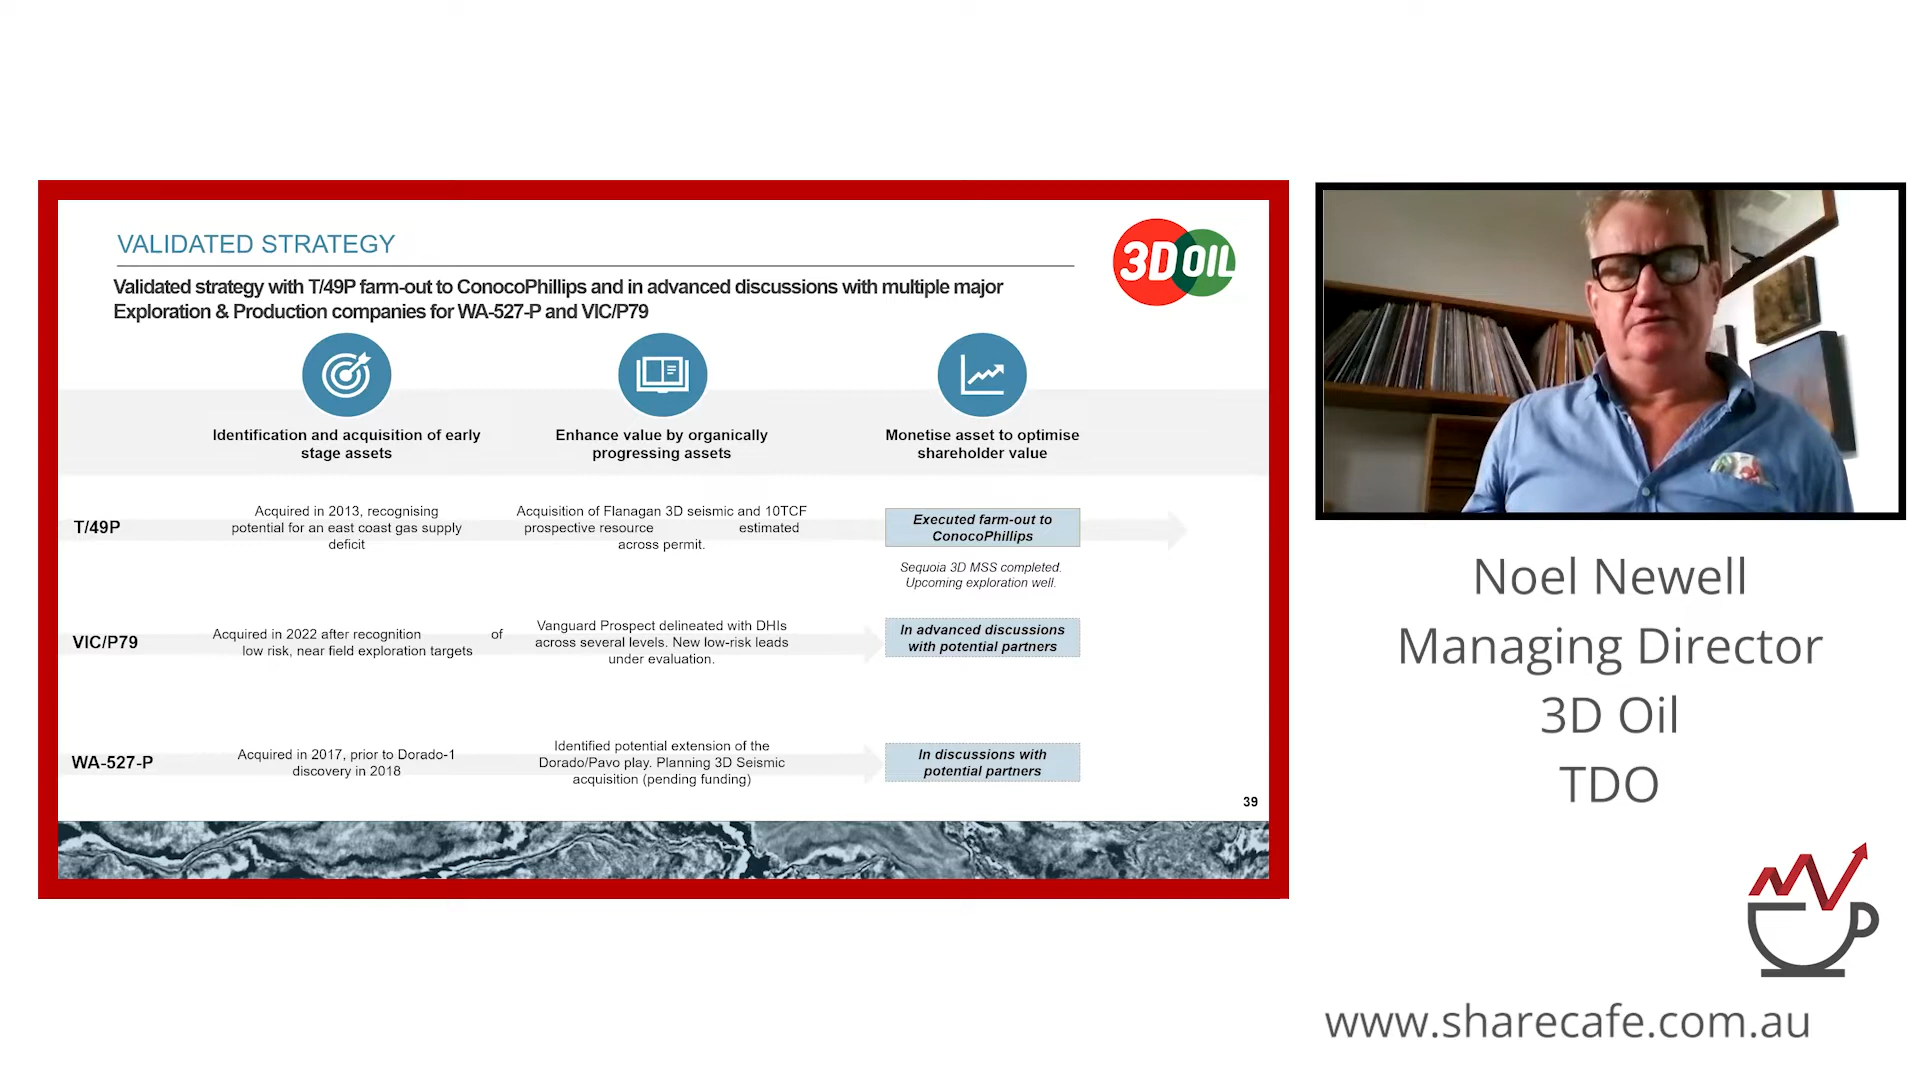 VALIDATED STRATEGY
3D OIL
Validated strategy with T/49P farm-out to ConocoPhillips and in advanced discussions with multiple major
Exploration & Production companies for WA-527-P and VIC/P79
Identification and acquisition of early
stage assets
Enhance value by organically
progressing assets
Monetise asset to optimise
shareholder value
T/49P
Acquired in 2013, recognising
potential for an east coast gas supply
deficit
Acquisition of Flanagan 3D seismic and 10TCF
prospective resource estimated
across permit.
Executed farm-out to
ConocoPhillips
Sequoia 3D MSS completed.
Upcoming exploration well.
VIC/P79
Acquired in 2022 after recognition of
low risk, near field exploration targets
Vanguard Prospect delineated with DHIs
across several levels. New low-risk leads
under evaluation.
In advanced discussions
with potential partners
WA-527-P
Acquired in 2017, prior to Dorado-1
discovery in 2018
Identified potential extension of the
Dorado/Pavo play. Planning 3D Seismic
acquisition (pending funding)
In discussions with
potential partners
39
Noel Newell
Managing Director
3D Oil
TDO
www.sharecafe.com.au